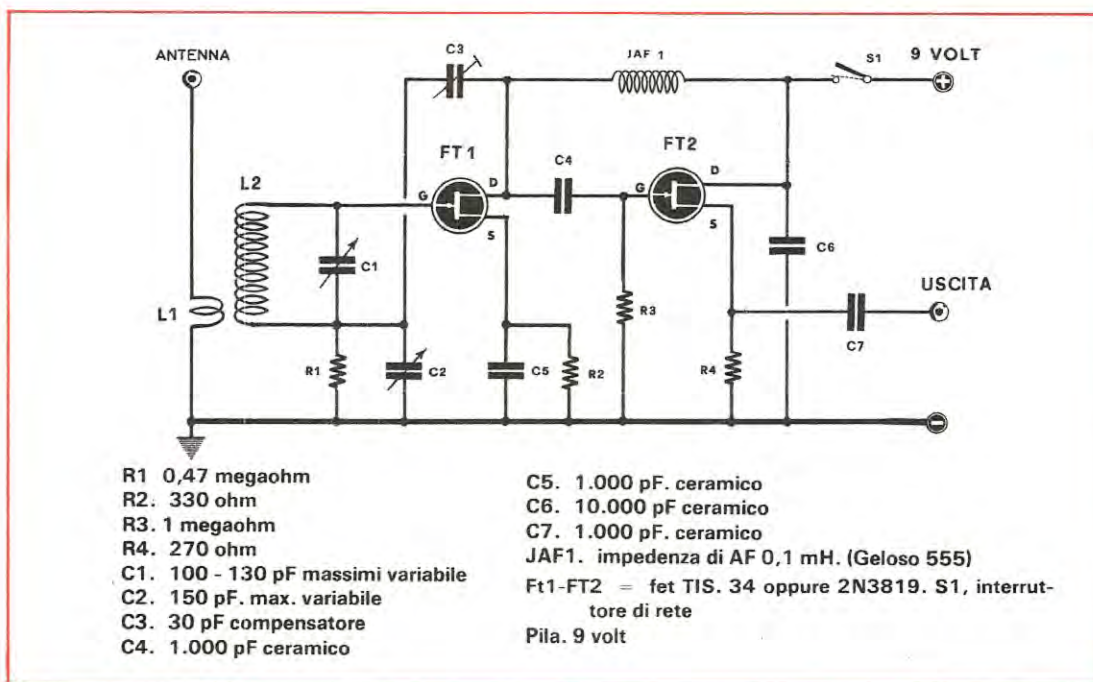 ANTENNA
C3
JAF 1
S1
9 VOLT
+
FT1
FT2
C4
L2
G
D
S
G
D
S
C1
C6
USCITA
L1
R3
C7
R1
C2
C5
R2
R4
-
R1 0,47 megaohm
R2. 330 ohm
R3. 1 megaohm
R4. 270 ohm
C1. 100 - 130 pF massimi variabile
C2. 150 pF. max. variabile
C3. 30 pF compensatore
C4. 1.000 pF ceramico
C5. 1.000 pF. ceramico
C6. 10.000 pF ceramico
C7. 1.000 pF. ceramico
JAF1. impedenza di AF 0,1 mH. (Geloso 555)
Ft1-FT2 = fet TIS. 34 oppure 2N3819. S1, interrut-
tore di rete
Pila. 9 volt